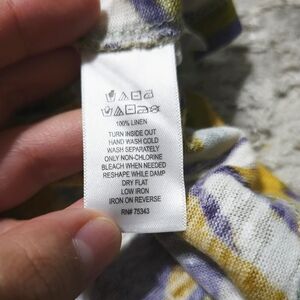 100% LINEN
TURN INSIDE OUT
HAND WASH COLD
WASH SEPARATELY
ONLY NON-CHLORINE
BLEACH WHEN NEEDED
RESHAPE WHILE DAMP
DRY FLAT
LOW IRON
IRON ON REVERSE
RN# 75343